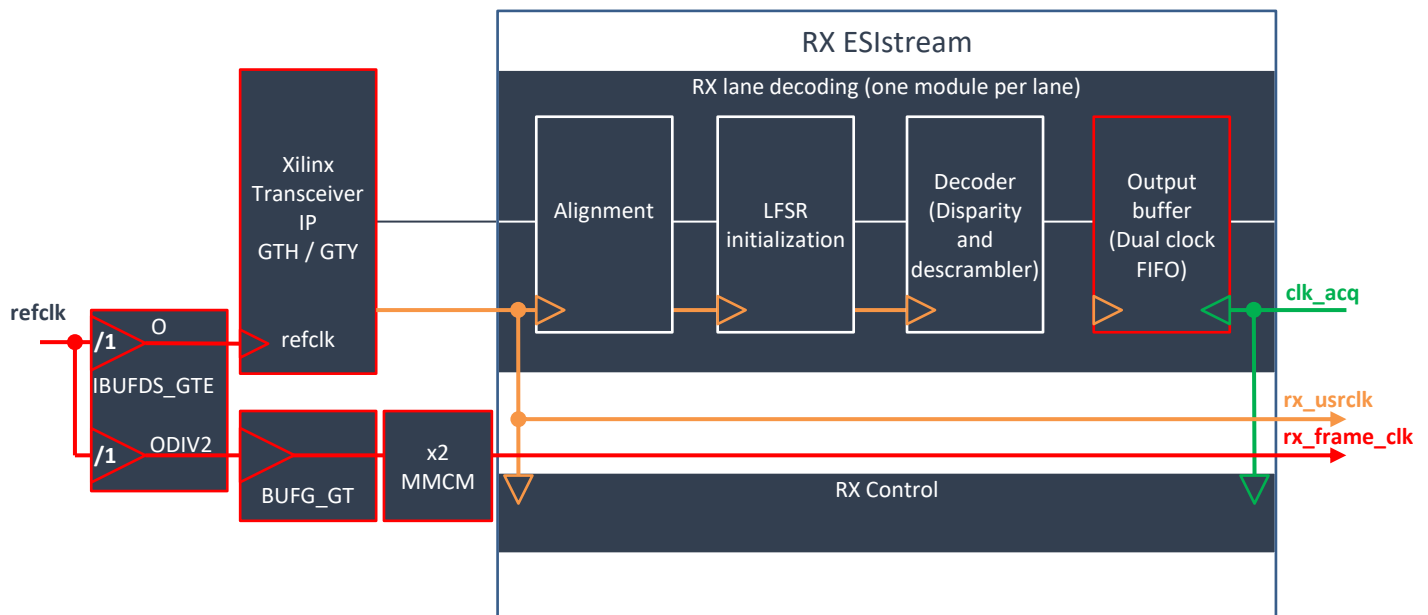 RX ESIstream
RX lane decoding (one module per lane)
Xilinx
Transceiver
IP
GTH / GTY
refclk
Alignment
LFSR
initialization
Decoder
(Disparity
and
descrambler)
Output
buffer
(Dual clock
FIFO)
clk_acq
refclk
O
/1
IBUFDS_GTE
ODIV2
/1
BUFG_GT
x2
MMCM
rx_usrclk
rx_frame_clk
RX Control